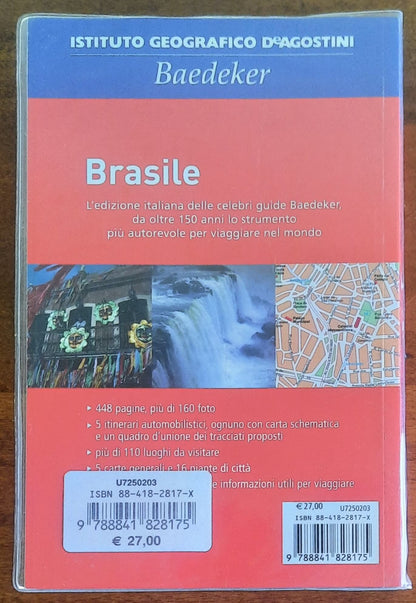 ISTITUTO GEOGRAFICO DeAGOSTINI
Baedeker
Brasile
L'edizione italiana delle celebri guide Baedeker,
da oltre 150 anni lo strumento
più autorevole per viaggiare nel mondo
▸ 448 pagine, più di 160 foto
▸ 5 itinerari automobilistici, ognuno con carta schematica
e un quadro d'unione dei tracciati proposti
▸ più di 110 luoghi da visitare
▸ 5 carte generali e 16 piante di città
e informazioni utili per viaggiare
U7250203
ISBN 88-418-2817-X
9 788841 828175
€ 27,00
€ 27,00 U7250203
ISBN 88-418-2817-X
9 788841 828175